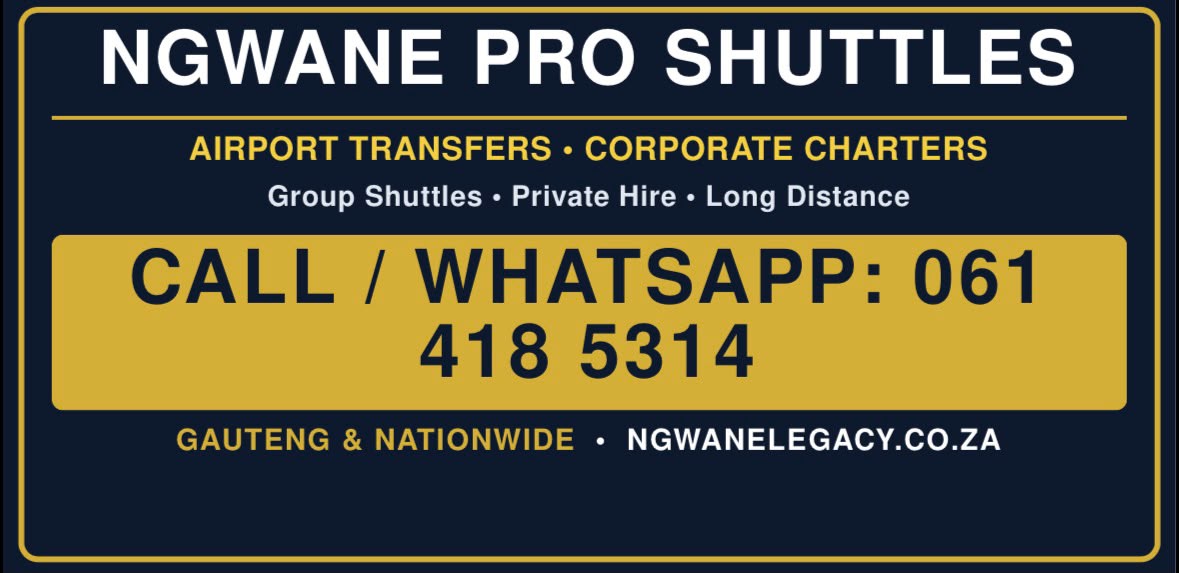 NGWANE PRO SHUTTLES
AIRPORT TRANSFERS • CORPORATE CHARTERS
Group Shuttles • Private Hire • Long Distance
CALL / WHATSAPP: 061
418 5314
GAUTENG & NATIONWIDE • NGWANELEGACY.CO.ZA